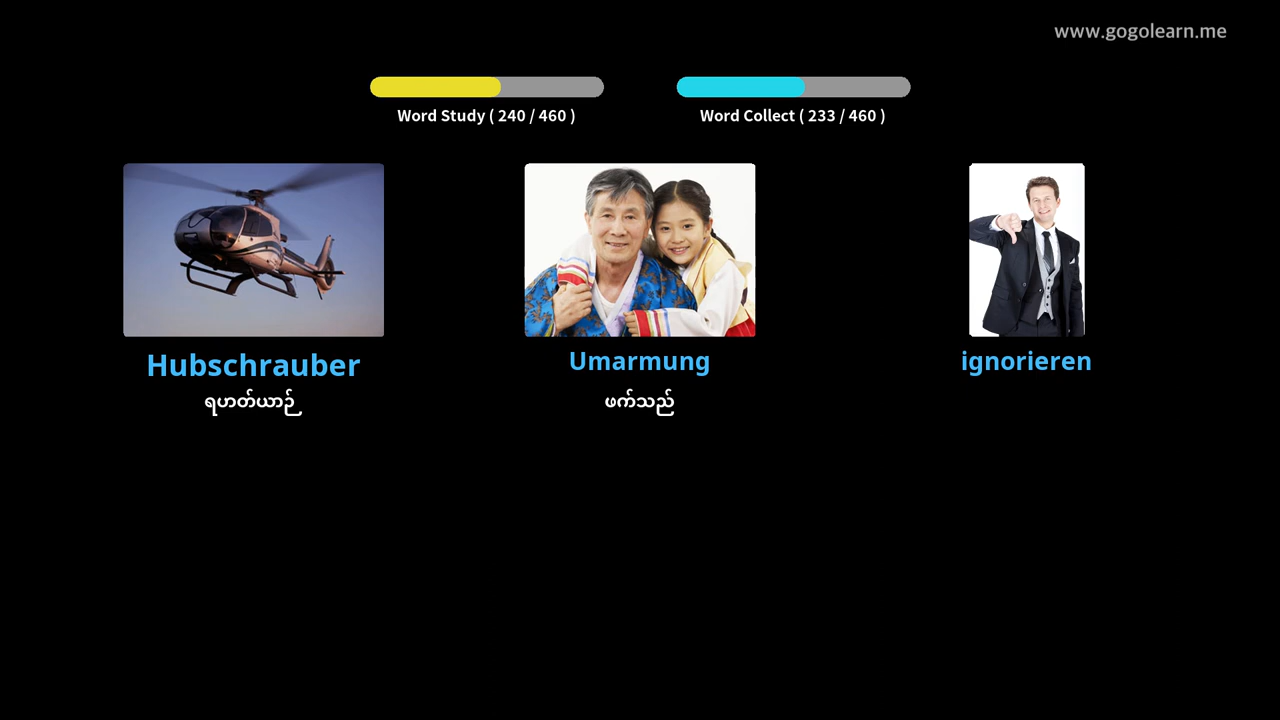 www.gogolearn.me
Word Study ( 240 / 460 )
Word Collect ( 233 / 460 )
Hubschrauber
Umarmung
ignorieren
ရဟတ်ယာဉ်
ဖက်သည်